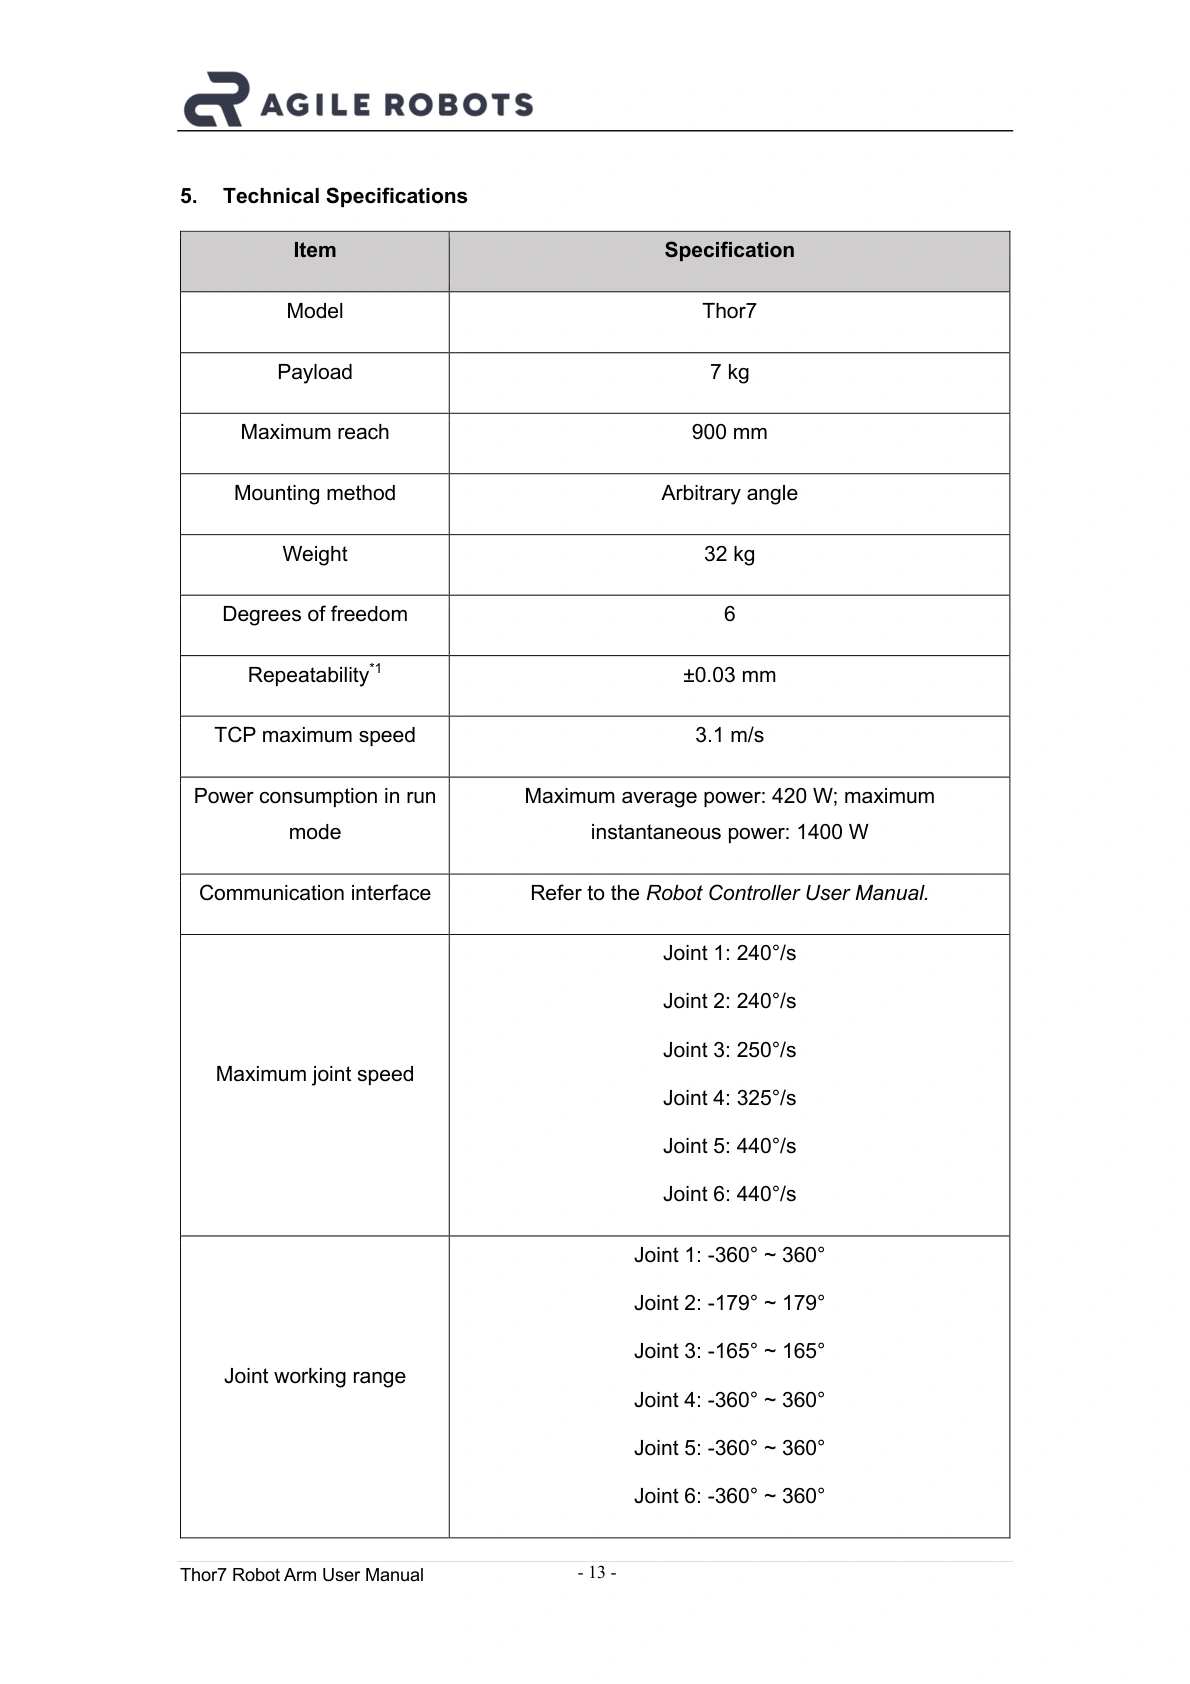 AGILE ROBOTS
5. Technical Specifications
Item Specification
Model Thor7
Payload 7 kg
Maximum reach 900 mm
Mounting method Arbitrary angle
Weight 32 kg
Degrees of freedom 6
Repeatability*1 ±0.03 mm
TCP maximum speed 3.1 m/s
Power consumption in run Maximum average power: 420 W; maximum
mode instantaneous power: 1400 W
Communication interface Refer to the Robot Controller User Manual.
Maximum joint speed
Joint 1: 240°/s
Joint 2: 240°/s
Joint 3: 250°/s
Joint 4: 325°/s
Joint 5: 440°/s
Joint 6: 440°/s
Joint working range
Joint 1: -360° ~ 360°
Joint 2: -179° ~ 179°
Joint 3: -165° ~ 165°
Joint 4: -360° ~ 360°
Joint 5: -360° ~ 360°
Joint 6: -360° ~ 360°
Thor7 Robot Arm User Manual - 13 -